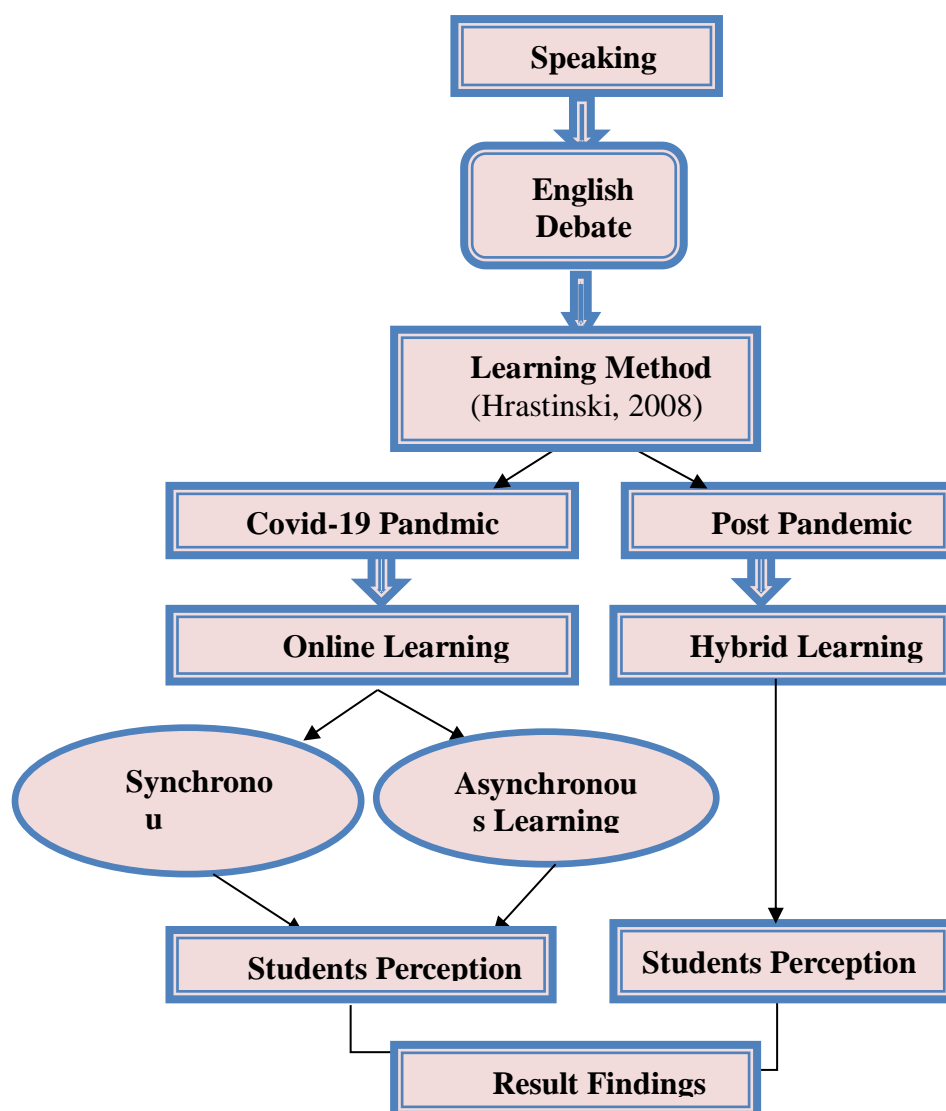 Speaking
English
Debate
Learning Method
(Hrastinski, 2008)
Covid-19 Pandmic
Post Pandemic
Online Learning
Hybrid Learning
Synchrono
u
Asynchronou
s Learning
Students Perception
Students Perception
Result Findings